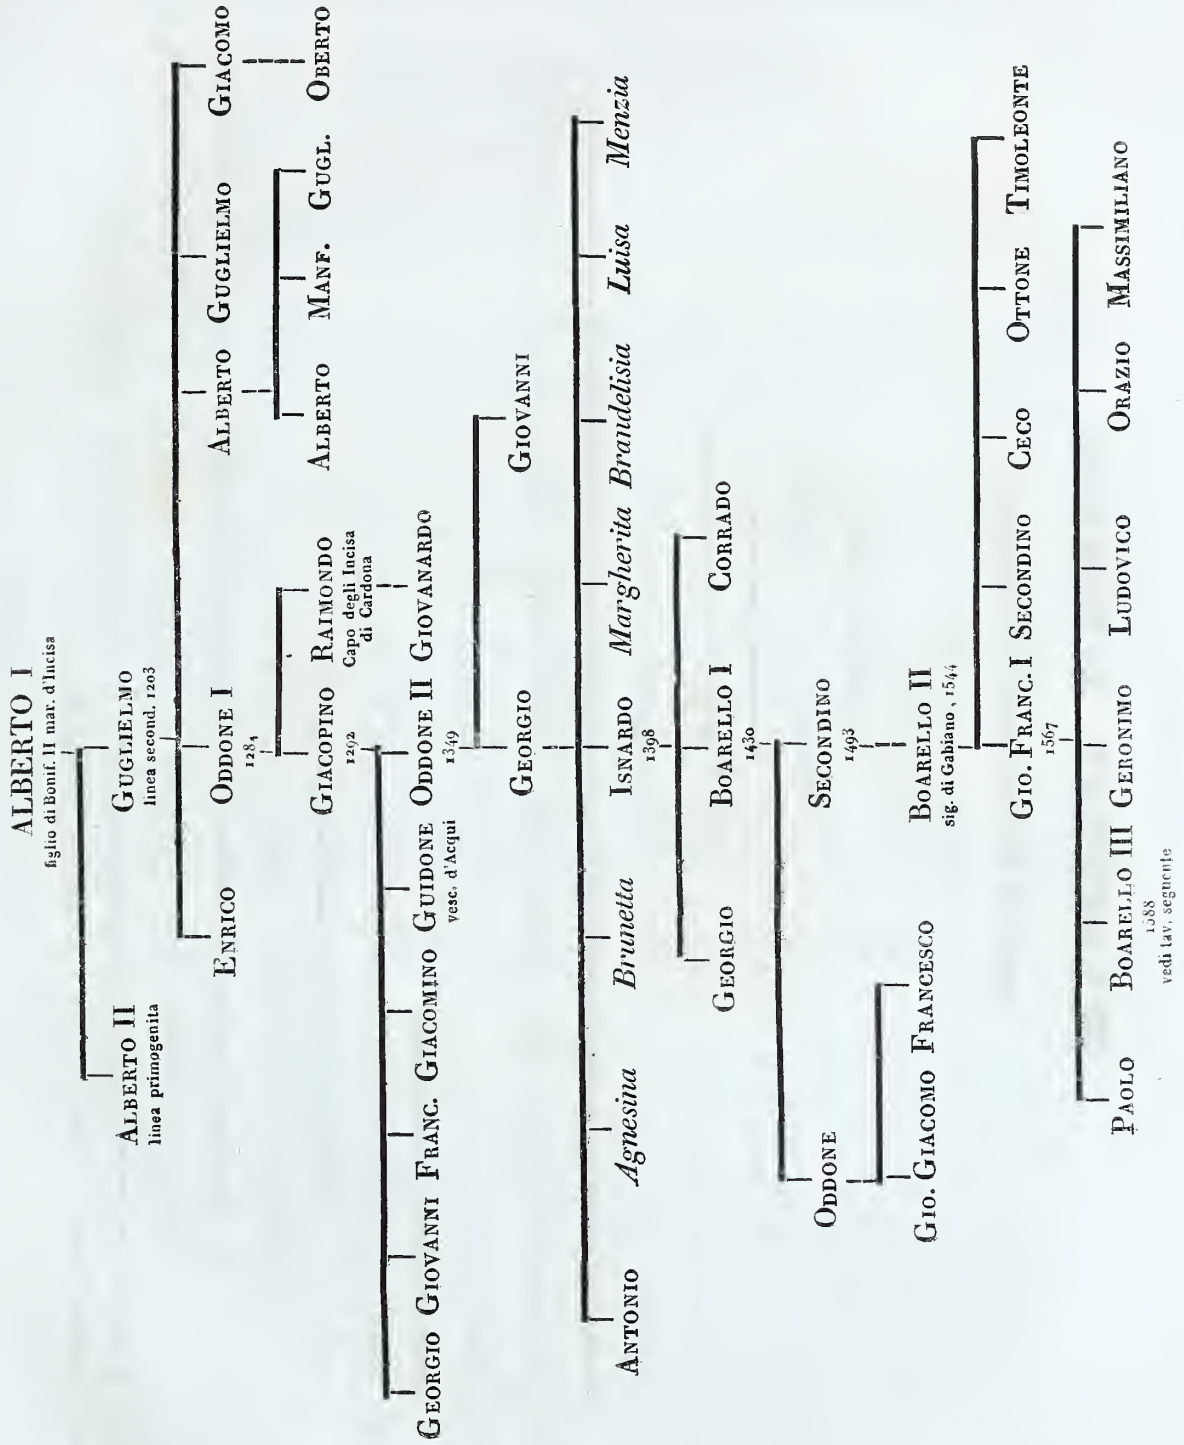 ALBERTO I
figlio di Bonif. II mar. d'Incisa
ALBERTO II
linea primogenita
GUGLIELMO
linea second. 1203
ENRICO
ODDONE I
1284
ALBERTO
GUGLIELMO
GIACOMO
GIACOPINO
1292
RAIMONDO
Capo degli Incisa
di Cardona
ALBERTO
MANF.
GUGL.
OBERTO
GEORGIO
GIOVANNI
FRANC.
GIACOMINO
GUIDONE
vesc. d'Acqui
ODDONE II
1349
GIOVANARDO
GEORGIO
GIOVANNI
ANTONIO
Agnesina
Brunetta
ISNARDO
1398
Margherita
Brandelisia
Luisa
Menzia
GEORGIO
BOARELLO I
1430
CORRADO
ODDONE
SECONDINO
1493
GIO. GIACOMO
FRANCESCO
BOARELLO II
sig. di Gabiano, 1544
GIO. FRANC. I
1567
SECONDINO
CECO
OTTONE
TIMOLEONTE
PAOLO
BOARELLO III
1588
vedi tav. seguente
GERONIMO
LUDOVICO
ORAZIO
MASSIMILIANO